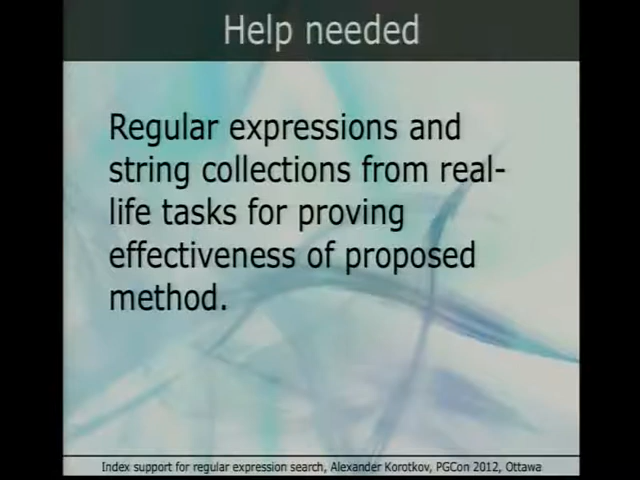 Help needed
Regular expressions and
string collections from real-
life tasks for proving
effectiveness of proposed
method.
Index support for regular expression search, Alexander Korotkov, PGCon 2012, Ottawa